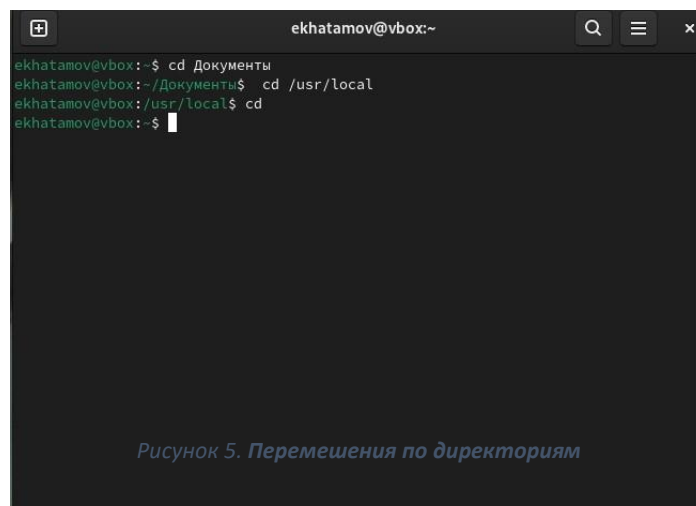 ekhatamov@vbox:~
ekhatamov@vbox:~$ cd Документы
ekhatamov@vbox:~/Документы$  cd /usr/local
ekhatamov@vbox:/usr/local$ cd
ekhatamov@vbox:~$
Рисунок 5. Перемешения по директориям